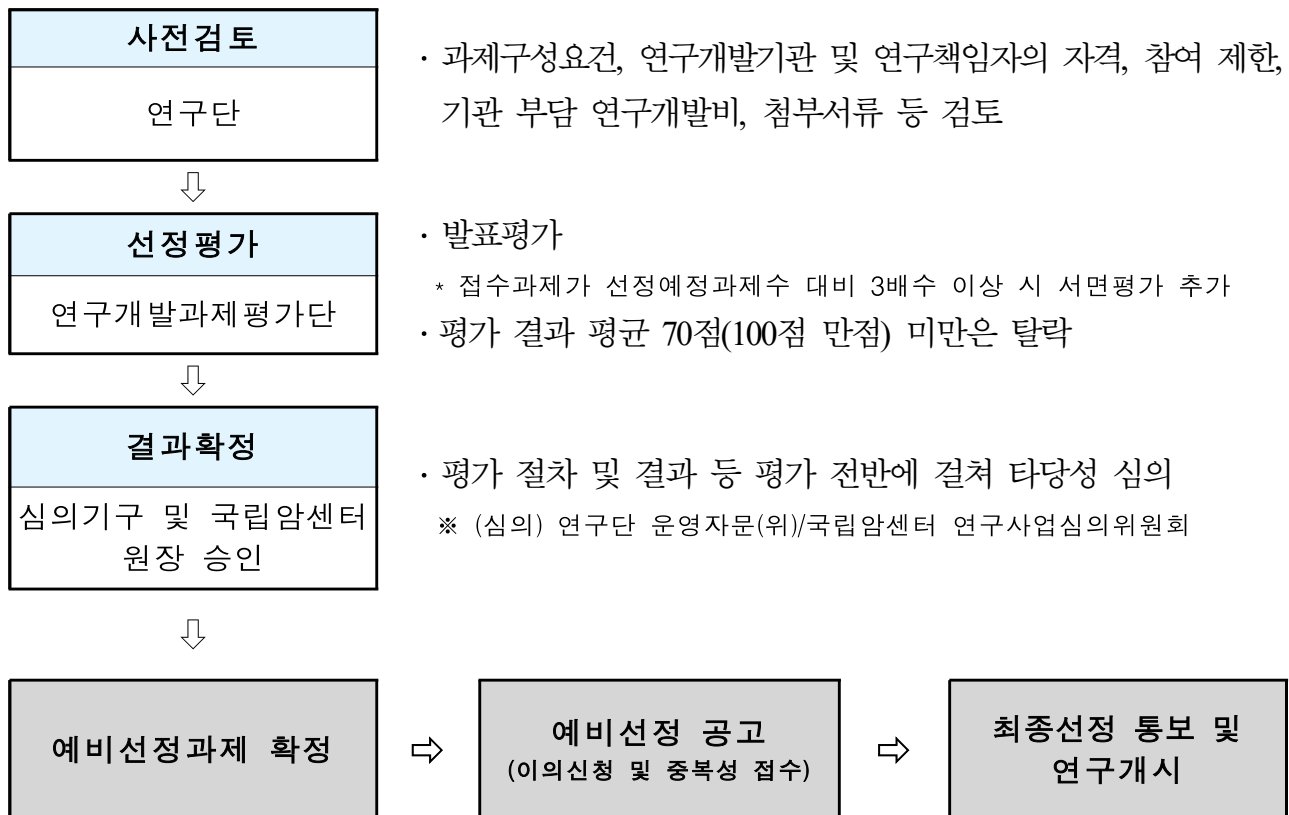 사전검토
연구단
· 과제구성요건, 연구개발기관 및 연구책임자의 자격, 참여 제한,
기관 부담 연구개발비, 첨부서류 등 검토
⇩
선정평가
연구개발과제평가단
· 발표평가
* 접수과제가 선정예정과제수 대비 3배수 이상 시 서면평가 추가
· 평가 결과 평균 70점(100점 만점) 미만은 탈락
⇩
결과확정
심의기구 및 국립암센터
원장 승인
· 평가 절차 및 결과 등 평가 전반에 걸쳐 타당성 심의
※ (심의) 연구단 운영자문(위)/국립암센터 연구사업심의위원회
⇩
예비선정과제 확정
⇨
예비선정 공고
(이의신청 및 중복성 접수)
⇨
최종선정 통보 및
연구개시